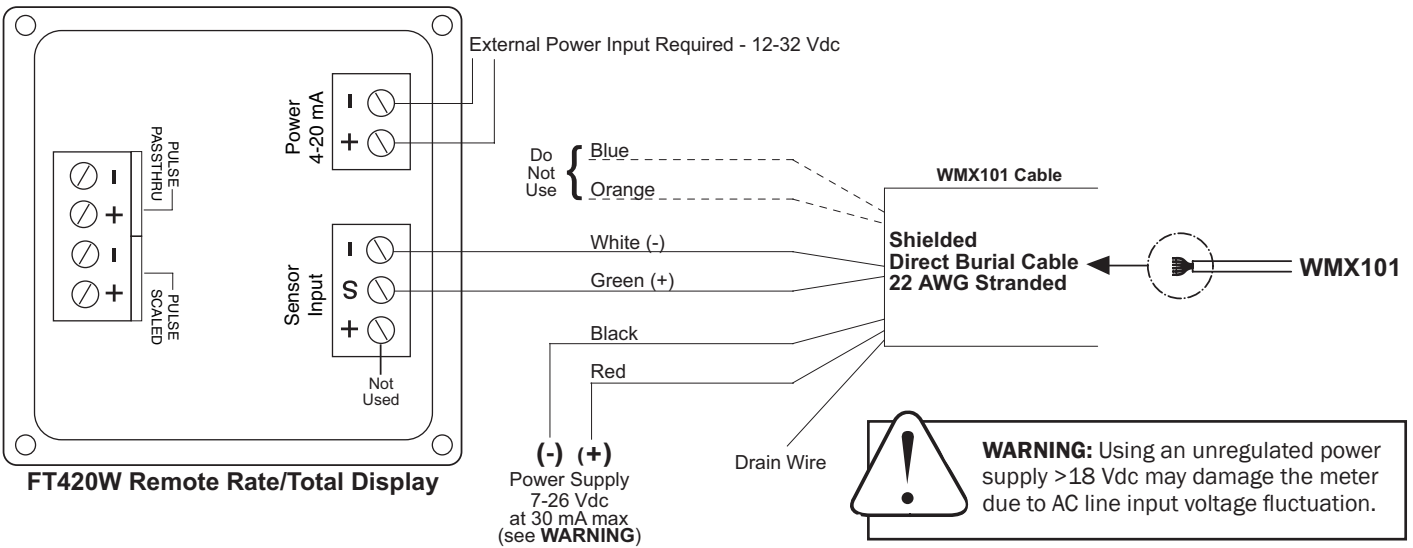 External Power Input Required - 12-32 Vdc
Power
4-20 mA
-
+
PULSE
PASSTHRU
-
+
-
+
PULSE
SCALED
Sensor
Input
-
S
+
Not
Used
FT420W Remote Rate/Total Display
Do
Not
Use
{
Blue
Orange
White (-)
Green (+)
Black
Red
(-) (+)
Power Supply
7-26 Vdc
at 30 mA max
(see WARNING)
Drain Wire
WMX101 Cable
Shielded
Direct Burial Cable
22 AWG Stranded
WMX101
!
WARNING: Using an unregulated power
supply >18 Vdc may damage the meter
due to AC line input voltage fluctuation.